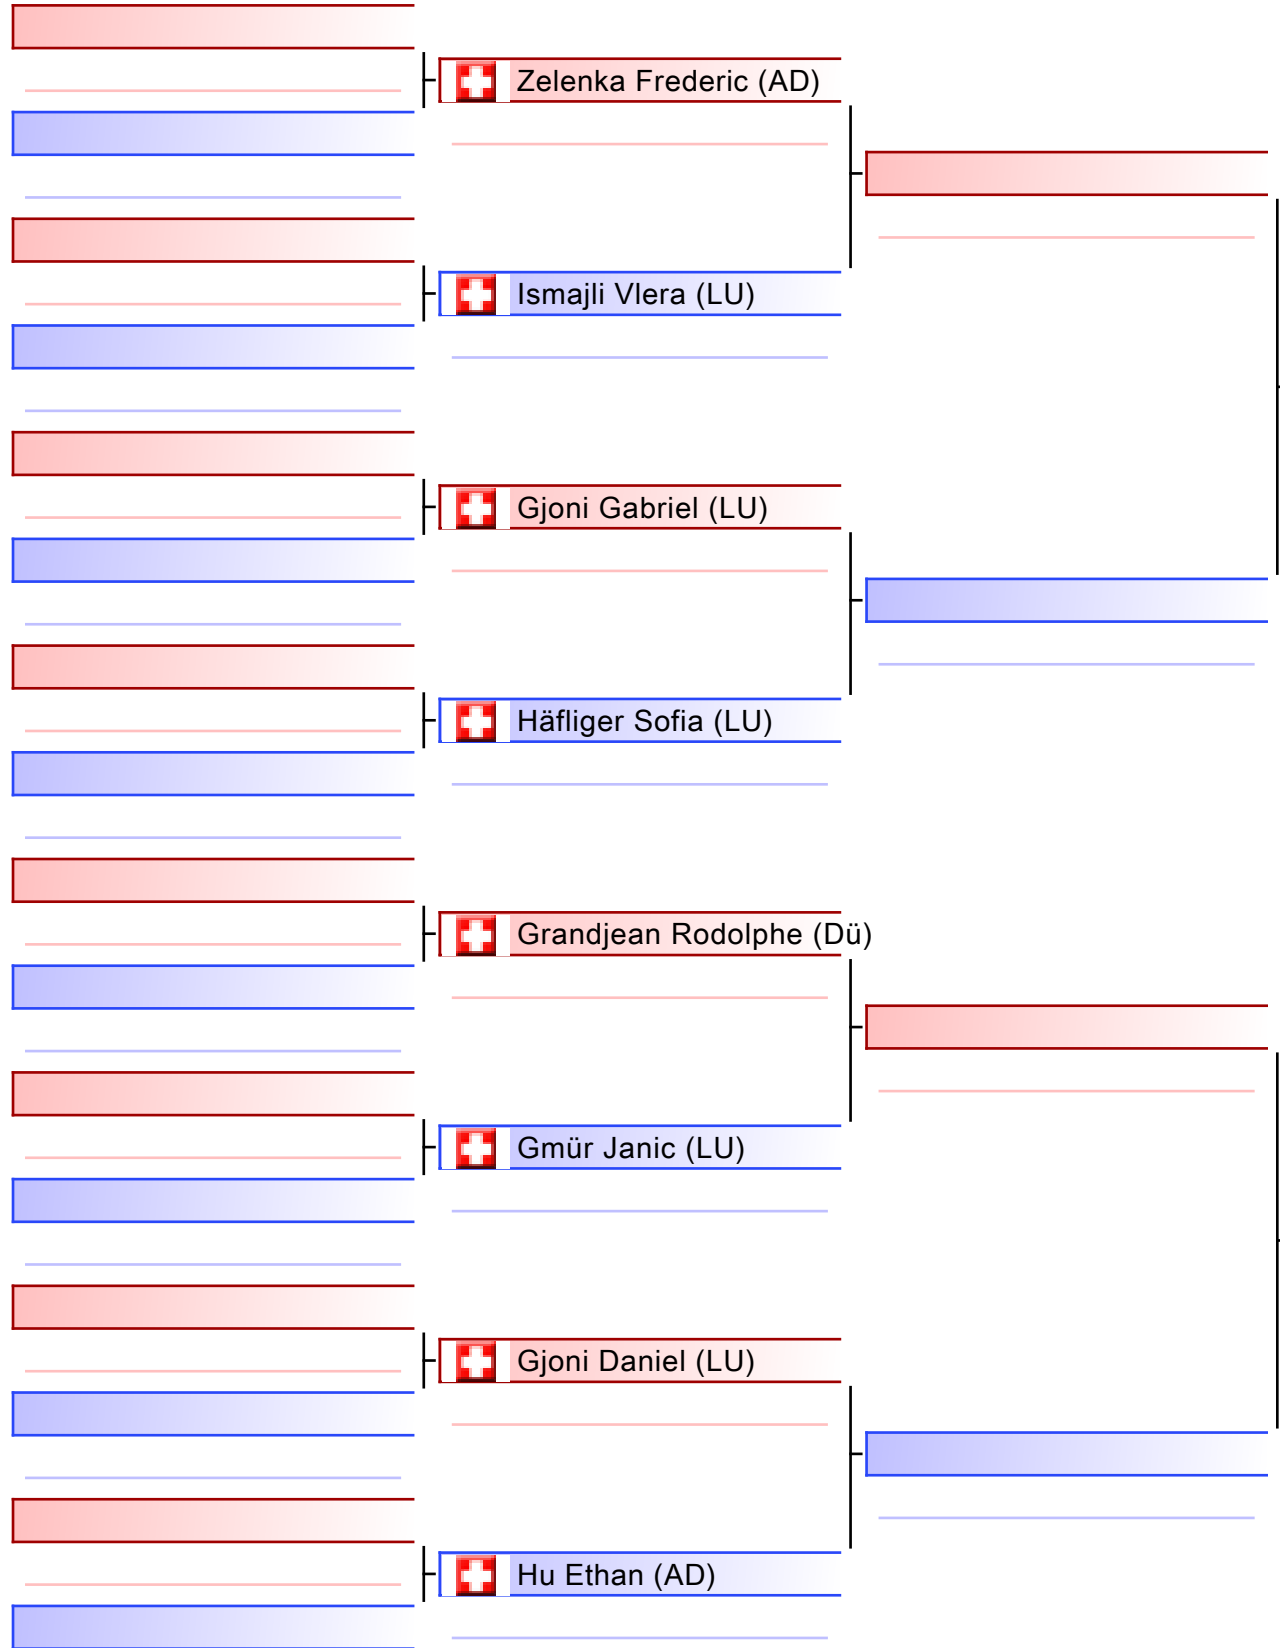 Zelenka Frederic (AD)
Ismajli Vlera (LU)
Gjoni Gabriel (LU)
Häfliger Sofia (LU)
Grandjean Rodolphe (Dü)
Gmür Janic (LU)
Gjoni Daniel (LU)
Hu Ethan (AD)